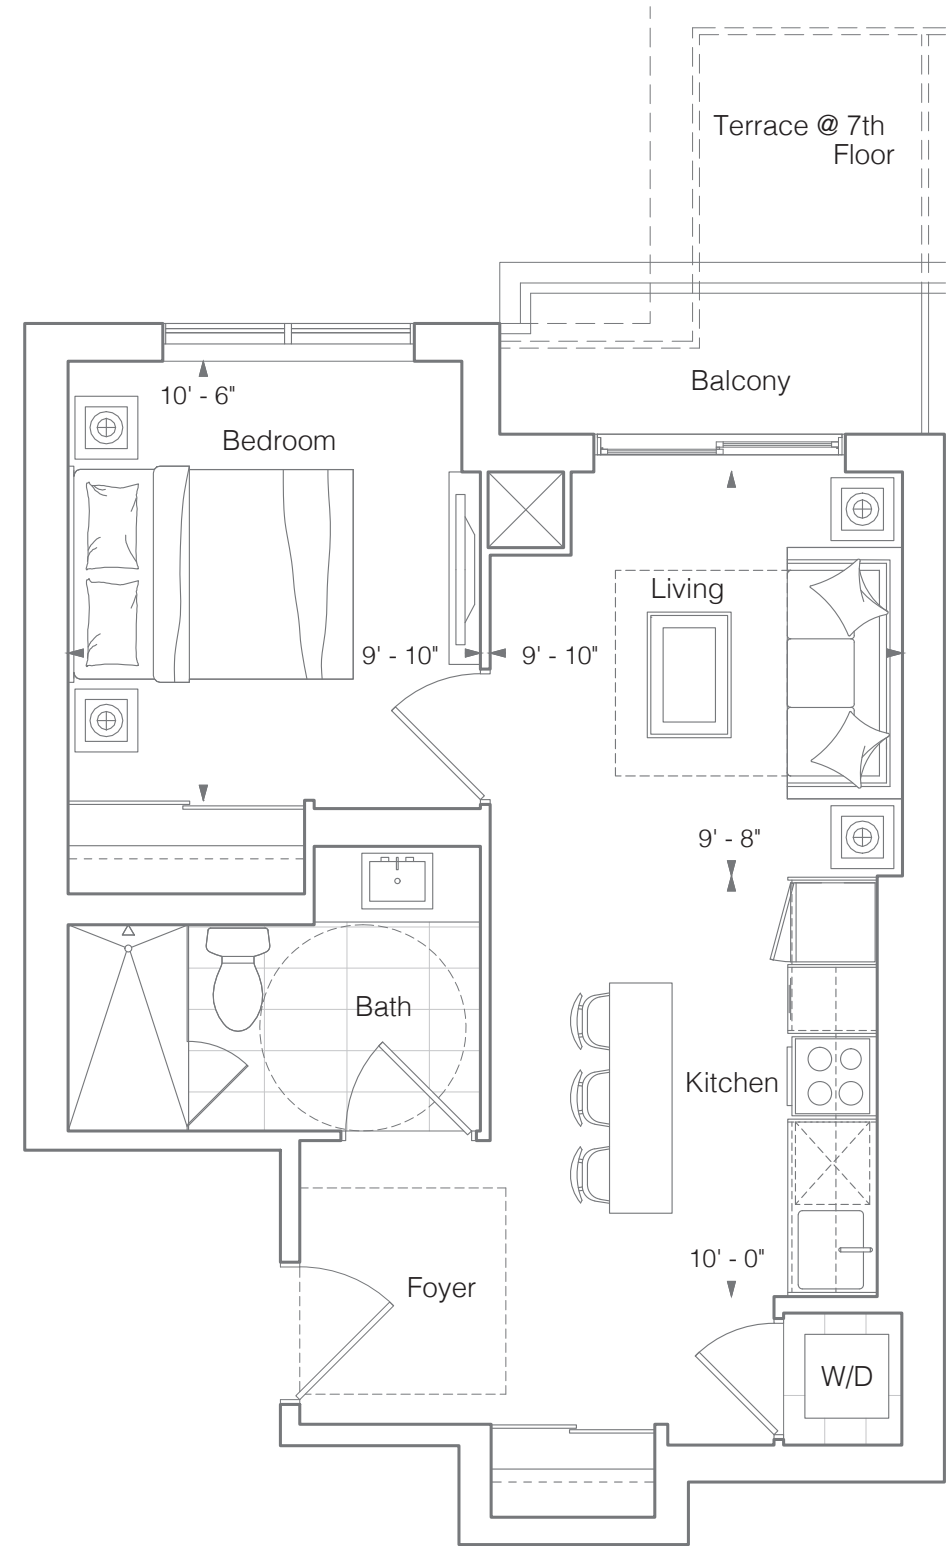 Terrace @ 7th
Floor
Balcony
10' - 6"
Bedroom
Living
9' - 10"
9' - 10"
9' - 8"
Bath
Kitchen
10' - 0"
Foyer
W/D